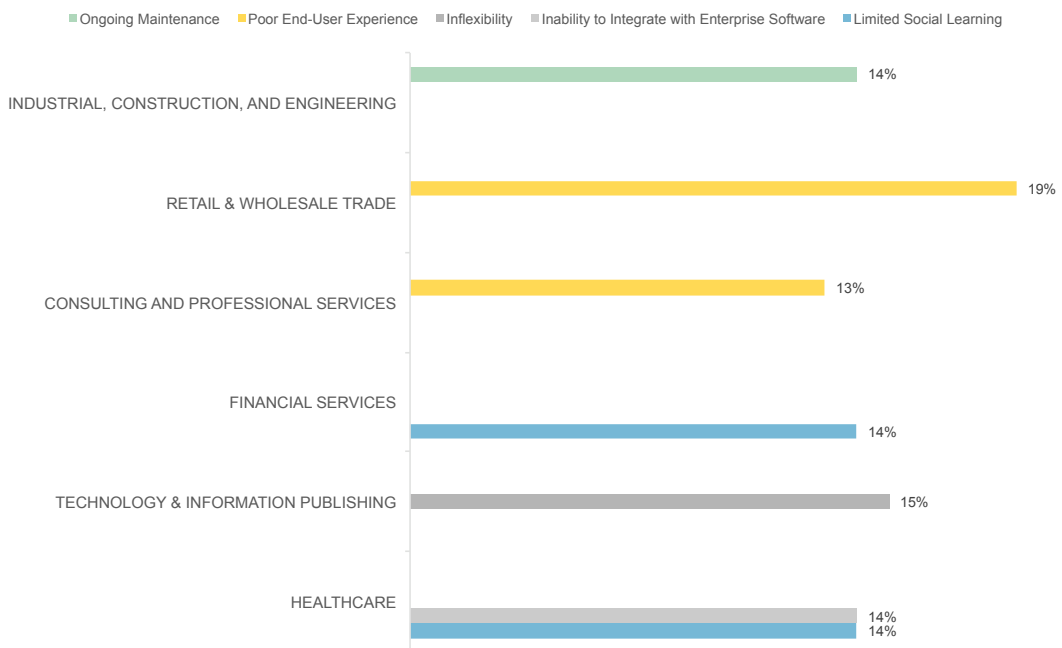 Ongoing Maintenance Poor End-User Experience Inflexibility Inability to Integrate with Enterprise Software Limited Social Learning
14%
INDUSTRIAL, CONSTRUCTION, AND ENGINEERING
19%
RETAIL & WHOLESALE TRADE
13%
CONSULTING AND PROFESSIONAL SERVICES
FINANCIAL SERVICES
14%
TECHNOLOGY & INFORMATION PUBLISHING 15%
HEALTHCARE
14%
14%